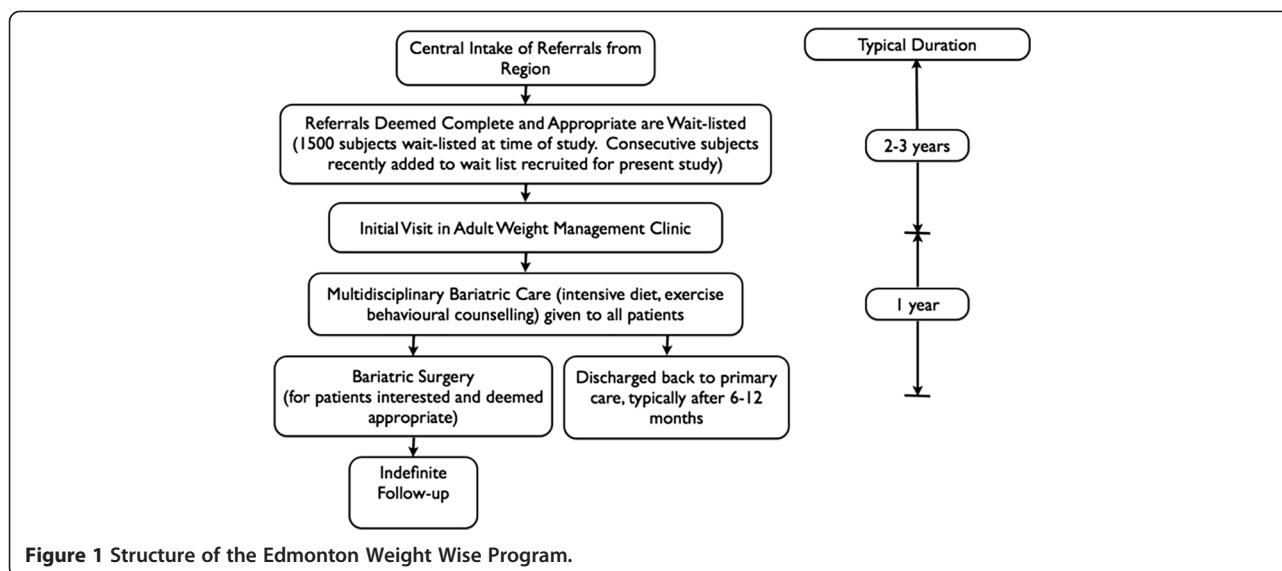 Central Intake of Referrals from
Region
Typical Duration
Referrals Deemed Complete and Appropriate are Wait-listed
(1500 subjects wait-listed at time of study. Consecutive subjects
recently added to wait list recruited for present study)
2-3 years
Initial Visit in Adult Weight Management Clinic
Multidisciplinary Bariatric Care (intensive diet, exercise
behavioural counselling) given to all patients
1 year
Bariatric Surgery
(for patients interested and deemed
appropriate)
Discharged back to primary
care, typically after 6-12
months
Indefinite
Follow-up
Figure 1 Structure of the Edmonton Weight Wise Program.